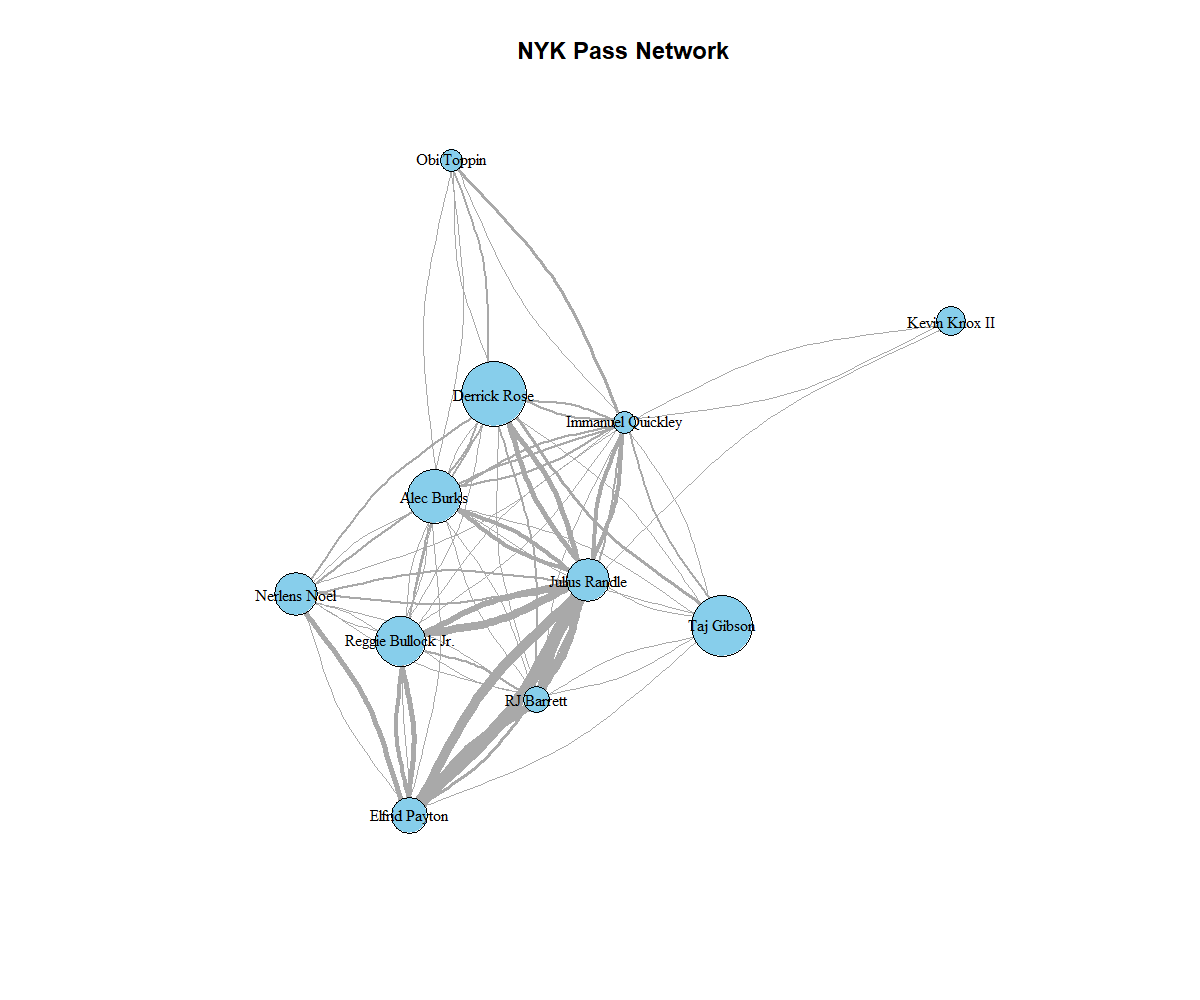 NYK Pass Network
Obi Toppin
Kevin Knox II
Derrick Rose
Immanuel Quickley
Alec Burks
Julius Randle
Nerlens Noel
Taj Gibson
Reggie Bullock Jr.
RJ Barrett
Elfrid Payton